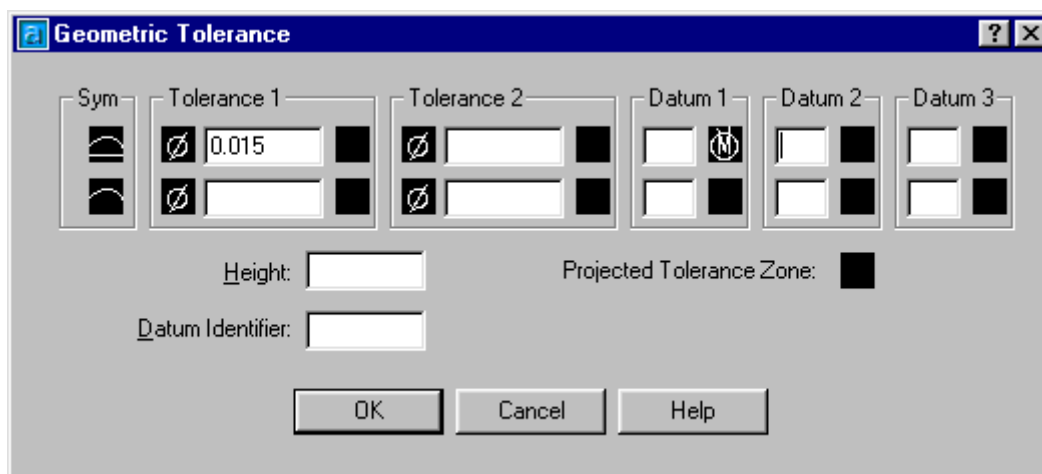 a Geometric Tolerance ? X
Sym Tolerance 1 Tolerance 2 Datum 1 Datum 2 Datum 3
Ø 0.015 Ø M
Ø Ø
Height: Projected Tolerance Zone:
Datum Identifier:
OK Cancel Help